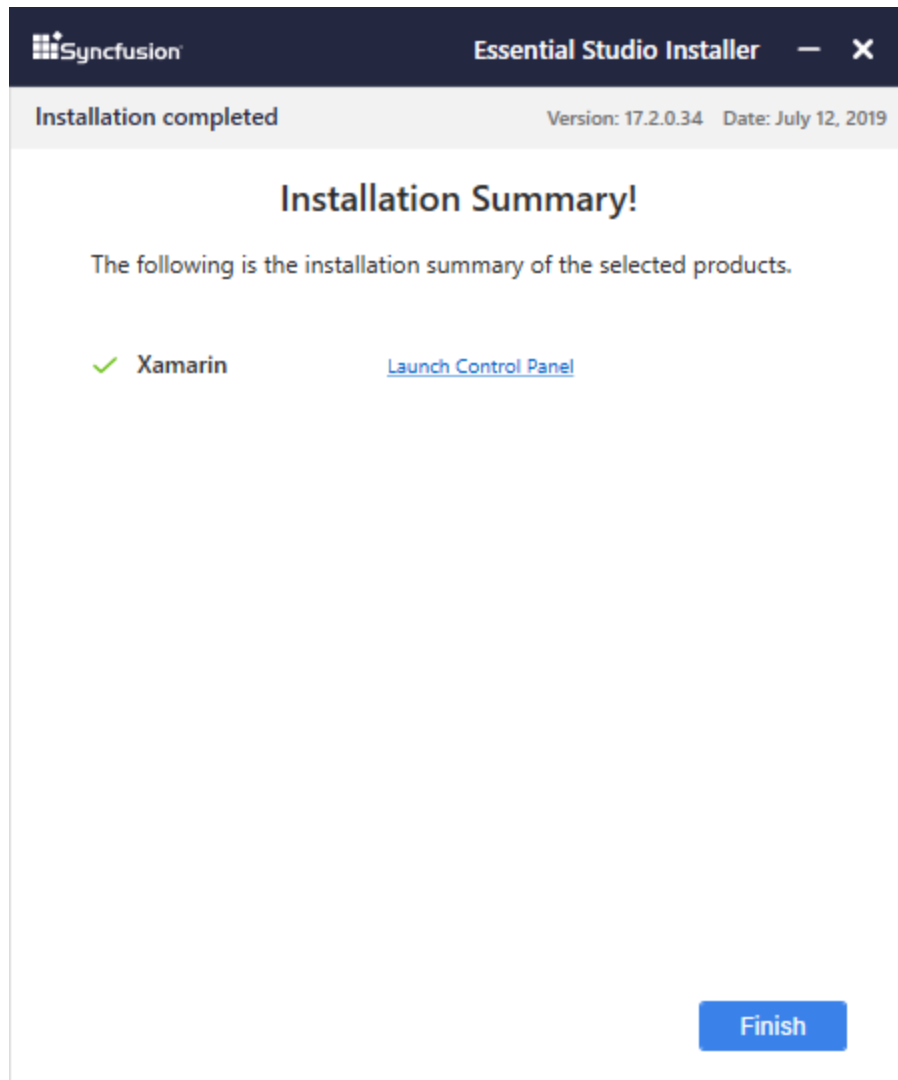 Syncfusion
Essential Studio Installer
Installation completed
Version: 17.2.0.34 Date: July 12, 2019
Installation Summary!
The following is the installation summary of the selected products.
Xamarin Launch Control Panel
Finish